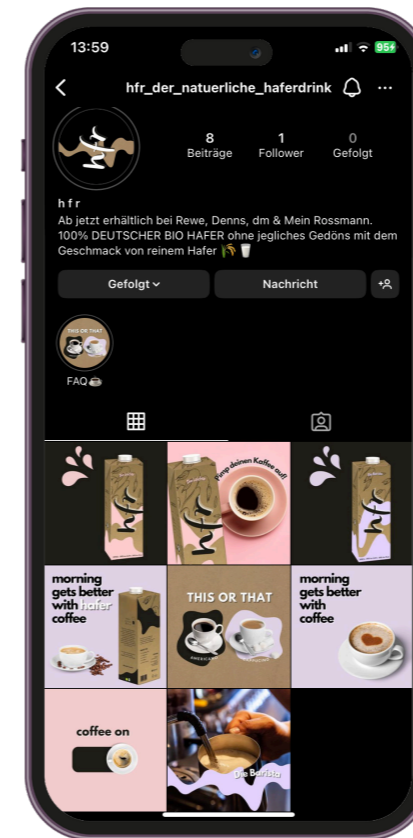 13:59
95
hfr_der_natuerliche_haferdrink
hfr
8
1
0
Beiträge
Follower
Gefolgt
hfr
Ab jetzt erhältlich bei Rewe, Denns, dm & Mein Rossmann.
100% DEUTSCHER BIO HAFER ohne jegliches Gedöns mit dem
Geschmack von reinem Hafer
Gefolgt
Nachricht
THIS OR THAT
FAQ
hfr
Pimp deinen Kaffee auf!
hfr
hfr
morning
gets better
with hafer
coffee
THIS OR THAT
AMERICANO
morning
gets better
with
coffee
coffee on
Die Barista